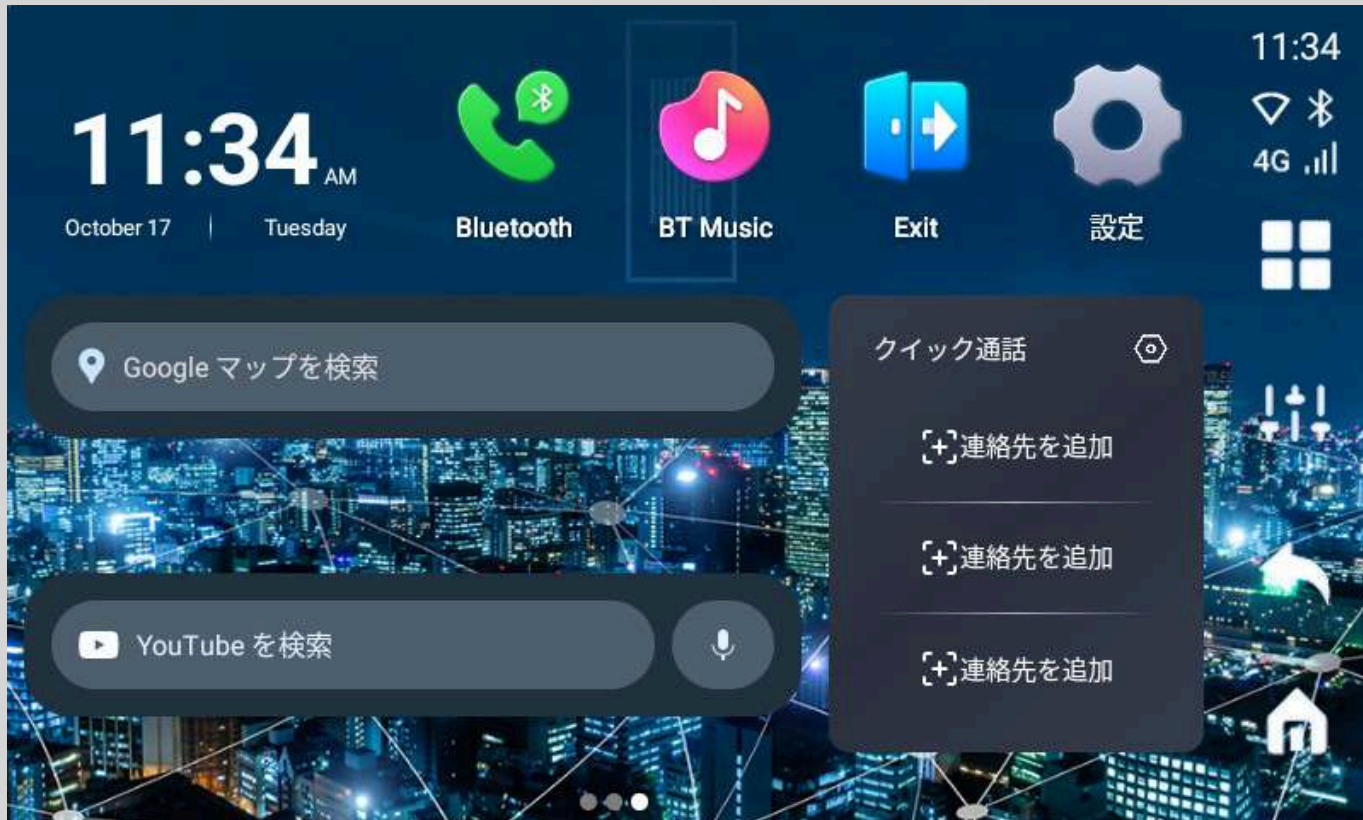 11:34 AM
October 17 Tuesday
Bluetooth
BT Music
Exit
設定
11:34
4G
Google マップを検索
YouTube を検索
クイック通話
連絡先を追加
連絡先を追加
連絡先を追加